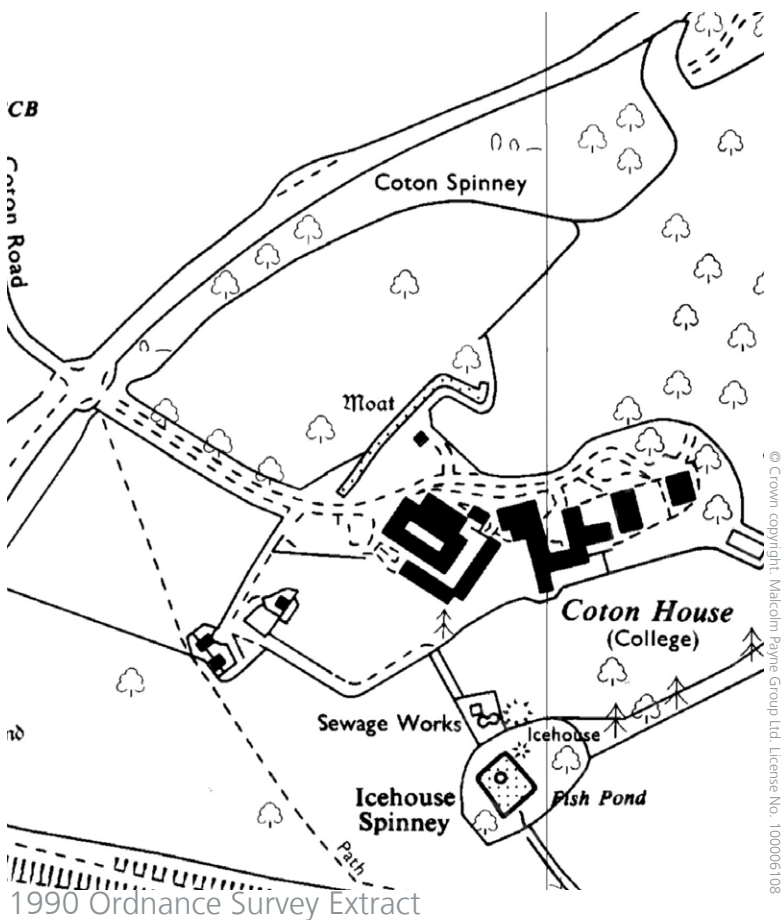 CB
Coton Road
Coton Spinney
Moat
Coton House
(College)
Sewage Works
Icehouse
Icehouse
Spinney
Fish Pond
Path
1990 Ordnance Survey Extract
© Crown copyright. Malcolm Payne Group Ltd. License No. 100006108